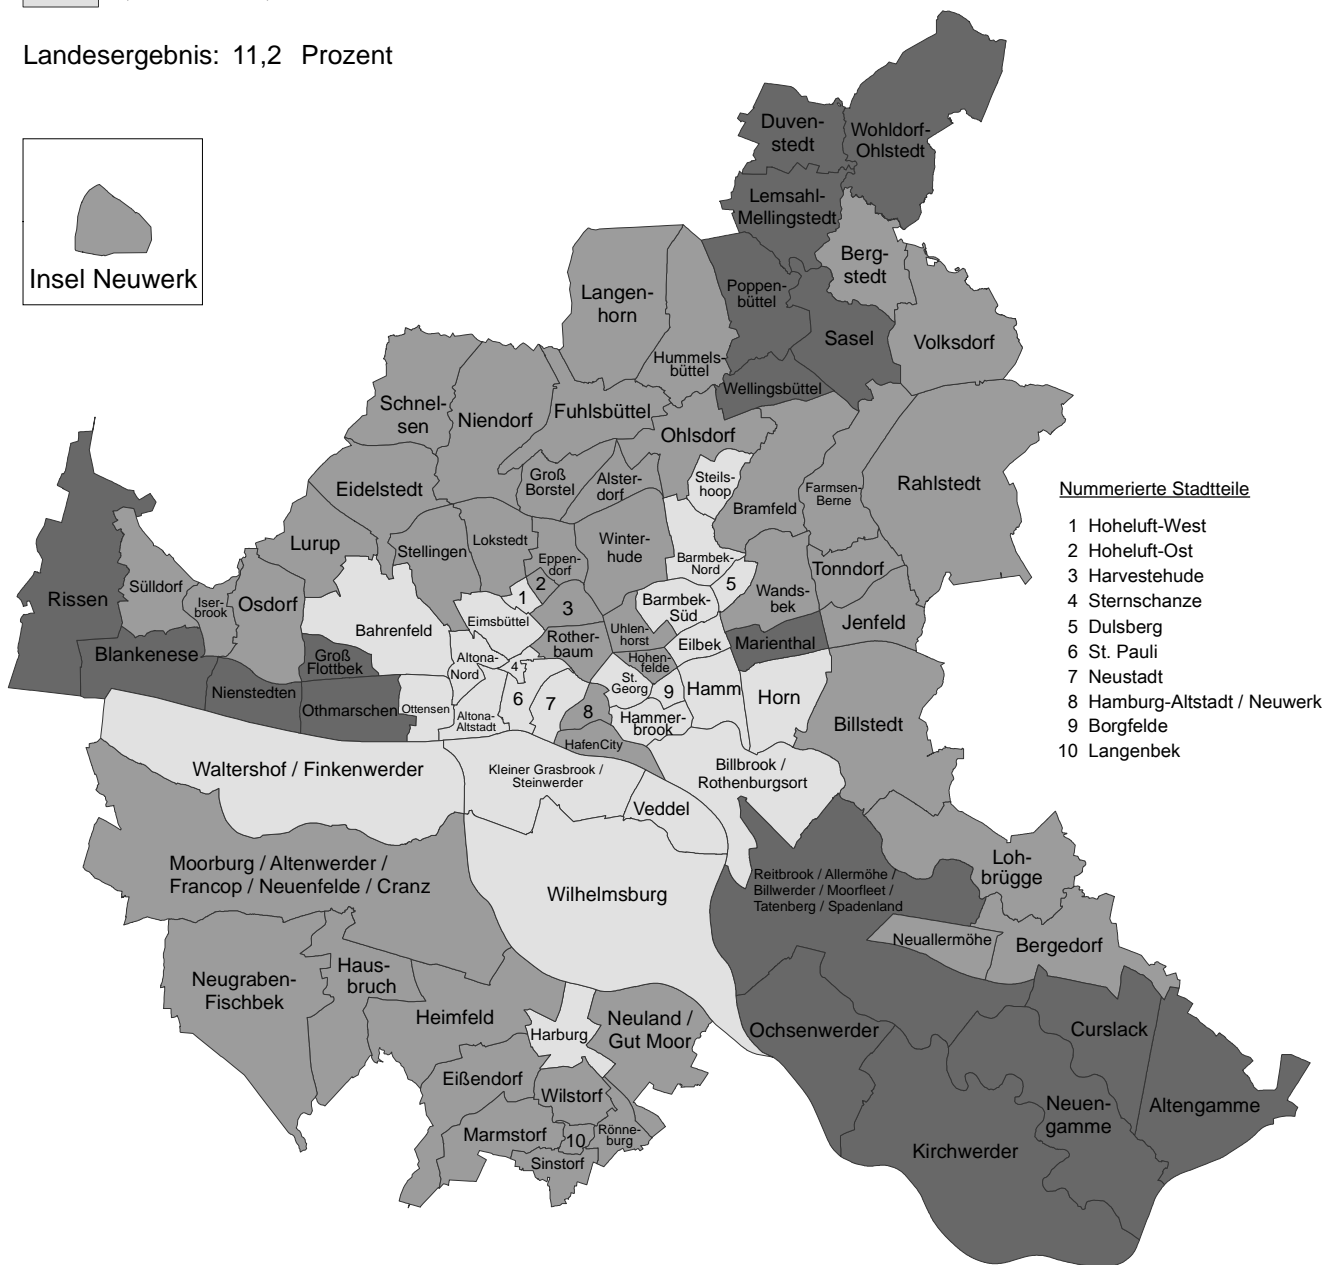 Landesergebnis: 11,2 Prozent
Insel Neuwerk
Duven-
stedt
Wohldorf-
Ohlstedt
Lemsahl-
Mellingstedt
Berg-
stedt
Poppen-
büttel
Sasel
Volksdorf
Langen-
horn
Hummels-
büttel
Wellingsbüttel
Schnel-
sen
Niendorf
Fuhlsbüttel
Ohlsdorf
Eidelstedt
Groß
Borstel
Alster-
dorf
Steils-
hoop
Bramfeld
Farmsen-
Berne
Rahlstedt
Nummerierte Stadtteile
1 Hoheluft-West
2 Hoheluft-Ost
3 Harvestehude
4 Sternschanze
5 Dulsberg
6 St. Pauli
7 Neustadt
8 Hamburg-Altstadt / Neuwerk
9 Borgfelde
10 Langenbek
Lurup
Stellingen
Lokstedt
Eppen-
dorf
Winter-
hude
Barmbek-
Nord
Tonndorf
Rissen
Sülldorf
Iser-
brook
Osdorf
1
2
3
5
Barmbek-
Süd
Wands-
bek
Jenfeld
Bahrenfeld
Eimsbüttel
Rother-
baum
Uhlen-
horst
Eilbek
Marienthal
Blankenese
Groß
Flottbek
Altona-
Nord
4
Hohen-
felde
St.
Georg
9
Hamm
Horn
Nienstedten
Othmarschen
Ottensen
Altona-
Altstadt
6
7
8
Hammer-
brook
Billstedt
HafenCity
Waltershof / Finkenwerder
Kleiner Grasbrook /
Steinwerder
Billbrook /
Rothenburgsort
Veddel
Moorburg / Altenwerder /
Francop / Neuenfelde / Cranz
Wilhelmsburg
Reitbrook / Allermöhe /
Billwerder / Moorfleet /
Tatenberg / Spadenland
Loh-
brügge
Neuallermöhe
Bergedorf
Neugraben-
Fischbek
Haus-
bruch
Heimfeld
Harburg
Neuland /
Gut Moor
Ochsenwerder
Curslack
Eißendorf
Wilstorf
Neuen-
gamme
Altengamme
Marmstorf
10
Rönne-
burg
Sinstorf
Kirchwerder